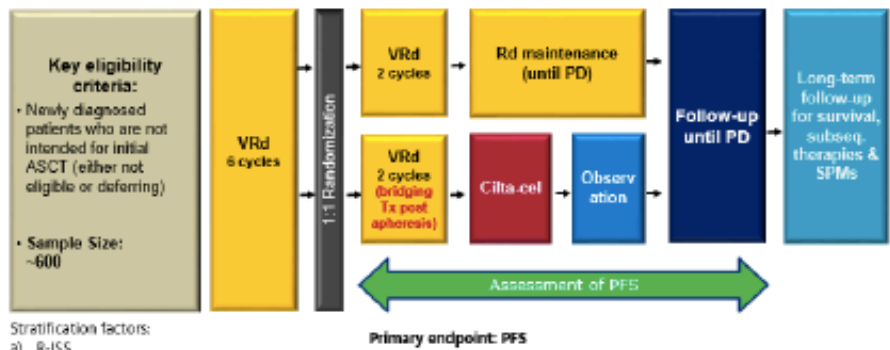 Key eligibility
criteria:
• Newly diagnosed
patients who are not
intended for initial
ASCT (either not
eligible or deferring)
• Sample Size:
~600
VRd
6 cycles
1:1 Randomization
VRd
2 cycles
Rd maintenance
(until PD)
VRd
2 cycles
(bridging
Tx post
apheresis)
Cilta-cel
Observ
ation
Follow-up
until PD
Long-term
follow-up
for survival,
subseq.
therapies &
SPMs
Assessment of PFS
Stratification factors:
a) R-ISS
Primary endpoint: PFS